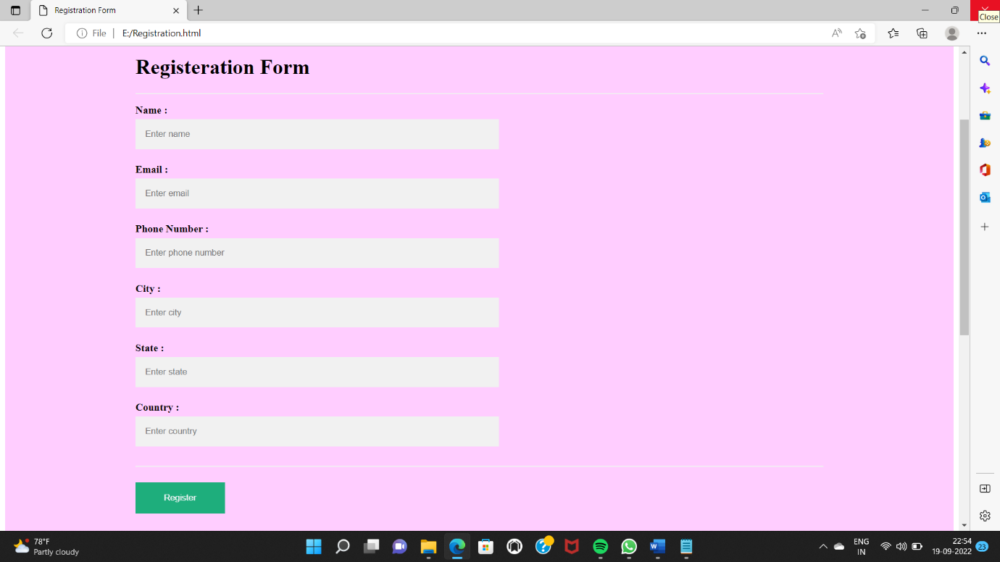 Registration Form
Close
File
E:/Registration.html
Registeration Form
Name :
Enter name
Email :
Enter email
Phone Number :
Enter phone number
City :
Enter city
State :
Enter state
Country :
Enter country
Register
78°F
Partly cloudy
ENG
IN
22:54
19-09-2022
23